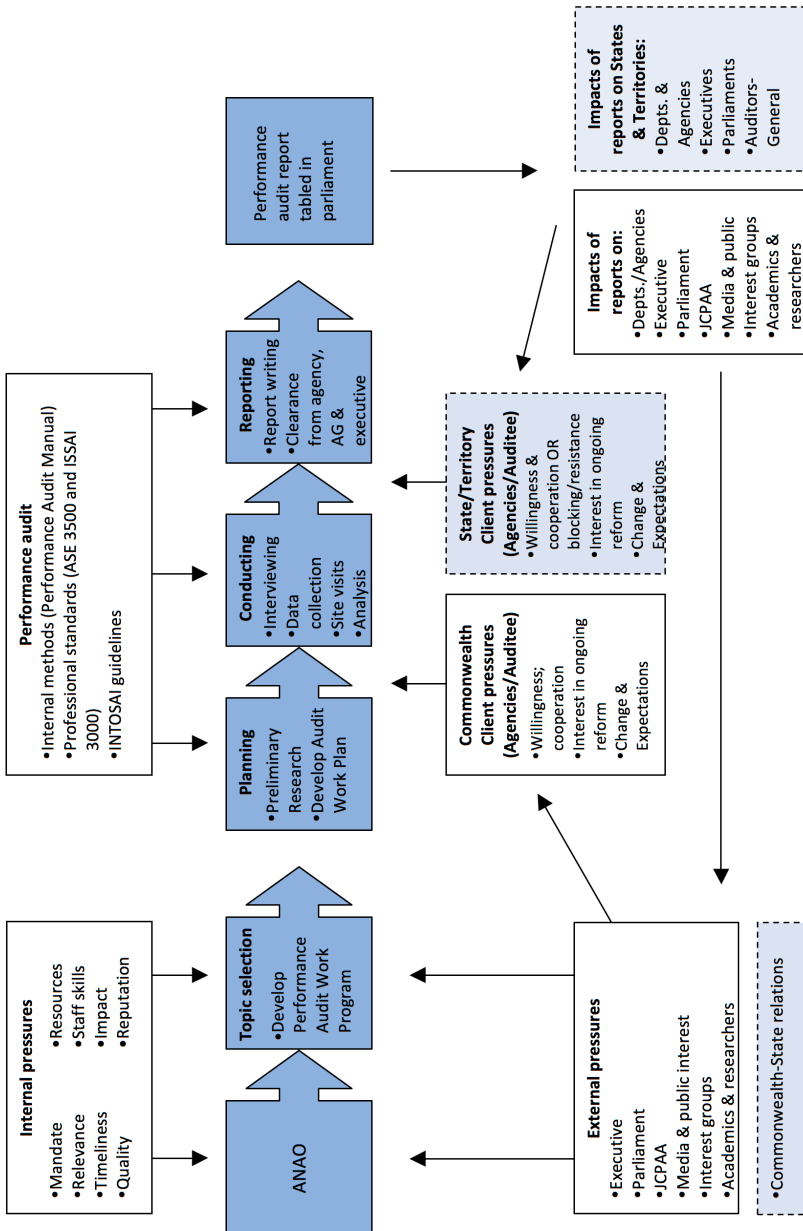 Internal pressures
•Mandate
•Relevance
•Timeliness
•Quality
•Resources
•Staff skills
•Impact
•Reputation
Performance audit
•Internal methods (Performance Audit Manual)
•Professional standards (ASE 3500 and ISSAI
3000)
•INTOSAI guidelines
ANAO
Topic selection
•Develop
Performance
Audit Work
Program
Planning
•Preliminary
Research
•Develop Audit
Work Plan
Conducting
•Interviewing
•Data
collection
•Site visits
•Analysis
Reporting
•Report writing
•Clearance
from agency,
AG &
executive
Performance
audit report
tabled in
parliament
External pressures
•Executive
•Parliament
•JCPAA
•Media & public interest
•Interest groups
•Academics & researchers
•Commonwealth-State relations
Commonwealth
Client pressures
(Agencies/Auditee)
•Willingness;
cooperation
•Interest in ongoing
reform
•Change &
Expectations
State/Territory
Client pressures
(Agencies/Auditee)
•Willingness &
cooperation OR
blocking/resistance
•Interest in ongoing
reform
•Change &
Expectations
Impacts of
reports on:
•Depts./Agencies
•Executive
•Parliament
•JCPAA
•Media & public
•Interest groups
•Academics &
researchers
Impacts of
reports on States
& Territories:
•Depts. &
Agencies
•Executives
•Parliaments
•Auditors-
General